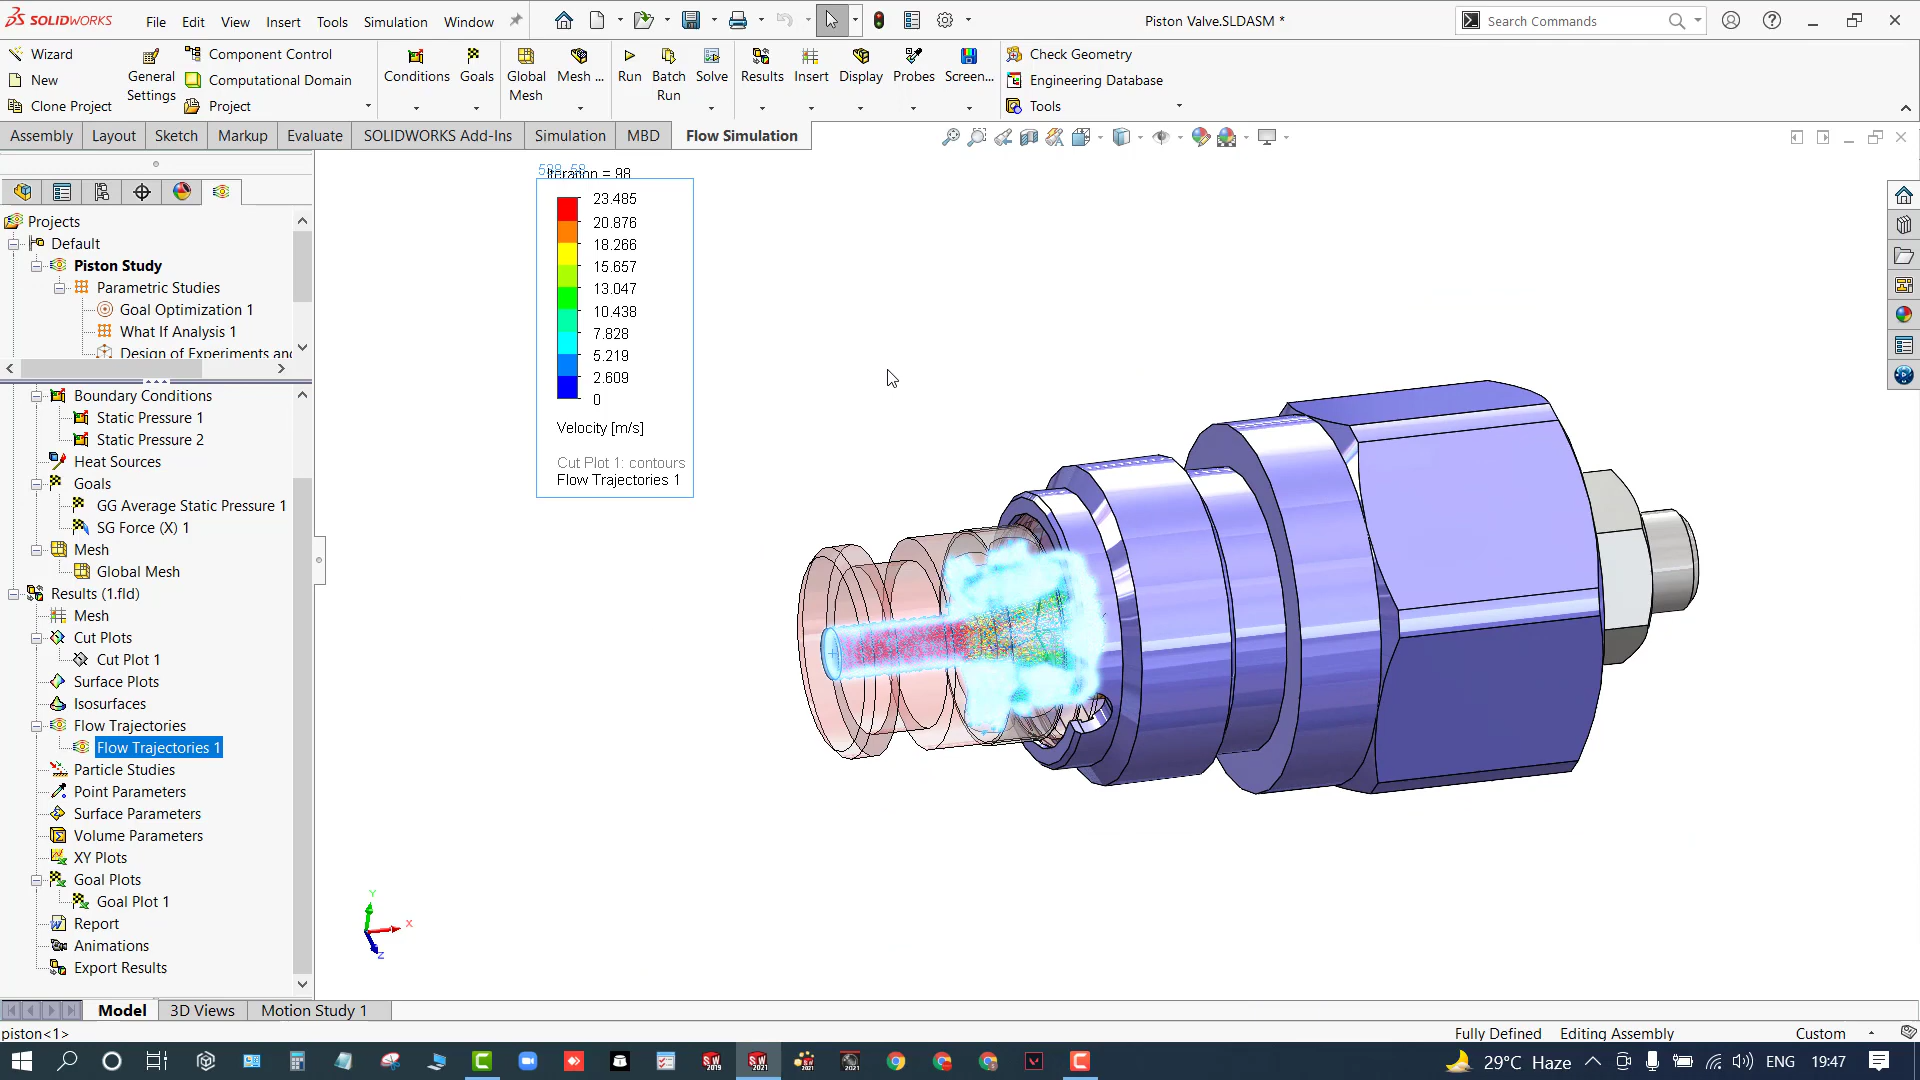 SOLIDWORKS
File Edit View Insert Tools Simulation Window
Piston Valve.SLDASM *
Search Commands
Wizard
New
Clone Project
General
Settings
Component Control
Computational Domain
Project
Conditions
Goals
Global
Mesh
Mesh ...
Run
Batch
Run
Solve
Results
Insert
Display
Probes
Screen...
Check Geometry
Engineering Database
Tools
Assembly Layout Sketch Markup Evaluate SOLIDWORKS Add-Ins Simulation MBD Flow Simulation
Projects
Default
Piston Study
Parametric Studies
Goal Optimization 1
What If Analysis 1
Design of Experiments and
Boundary Conditions
Static Pressure 1
Static Pressure 2
Heat Sources
Goals
GG Average Static Pressure 1
SG Force (X) 1
Mesh
Global Mesh
Results (1.fld)
Mesh
Cut Plots
Cut Plot 1
Surface Plots
Isosurfaces
Flow Trajectories
Flow Trajectories 1
Particle Studies
Point Parameters
Surface Parameters
Volume Parameters
XY Plots
Goal Plots
Goal Plot 1
Report
Animations
Export Results
Iteration = 98
23.485
20.876
18.266
15.657
13.047
10.438
7.828
5.219
2.609
0
Velocity [m/s]
Cut Plot 1: contours
Flow Trajectories 1
Y
X
Z
Model 3D Views Motion Study 1
piston<1>
Fully Defined Editing Assembly Custom
29°C Haze
ENG
19:47